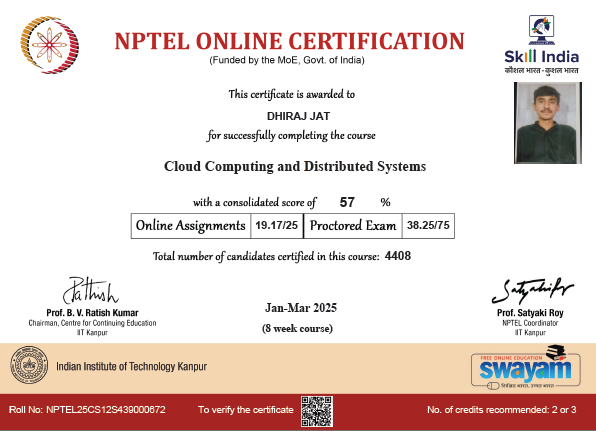 NPTEL ONLINE CERTIFICATION
(Funded by the MoE, Govt. of India)
Skill India
कौशल भारत - कुशल भारत
This certificate is awarded to
DHIRAJ JAT
for successfully completing the course
Cloud Computing and Distributed Systems
with a consolidated score of 57 %
Online Assignments 19.17/25 Proctored Exam 38.25/75
Total number of candidates certified in this course: 4408
Prof. B. V. Ratish Kumar
Chairman, Centre for Continuing Education
IIT Kanpur
Jan-Mar 2025
(8 week course)
Prof. Satyaki Roy
NPTEL Coordinator
IIT Kanpur
Indian Institute of Technology Kanpur
FREE ONLINE EDUCATION
swayam
शिक्षित भारत, उन्नत भारत
Roll No: NPTEL25CS12S439000672 To verify the certificate No. of credits recommended: 2 or 3